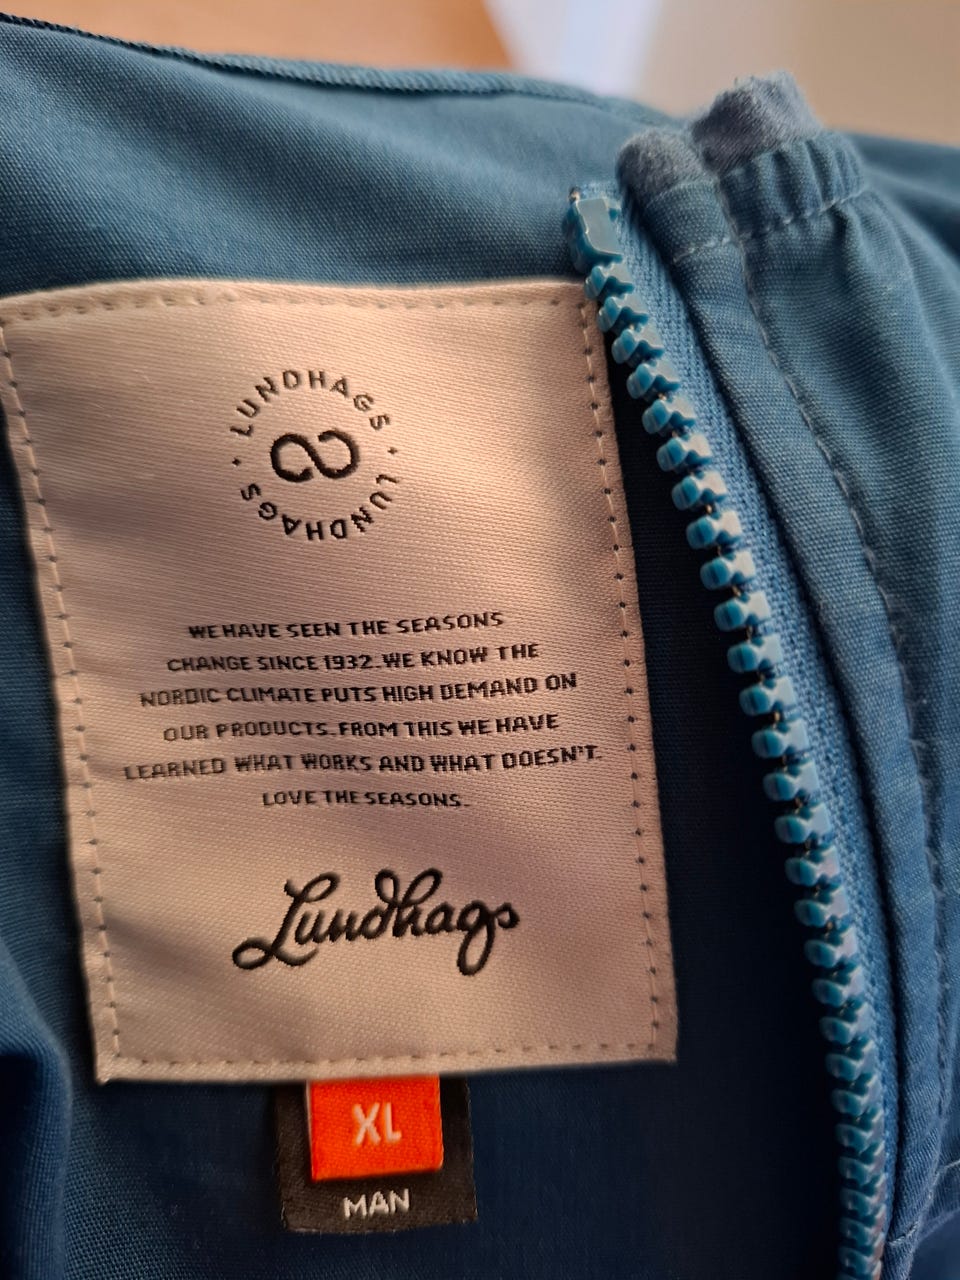 LUNDHAGS · LUNDHAGS ·
WE HAVE SEEN THE SEASONS
CHANGE SINCE 1932. WE KNOW THE
NORDIC CLIMATE PUTS HIGH DEMAND ON
OUR PRODUCTS. FROM THIS WE HAVE
LEARNED WHAT WORKS AND WHAT DOESN'T.
LOVE THE SEASONS.
Lundhags
XL
MAN